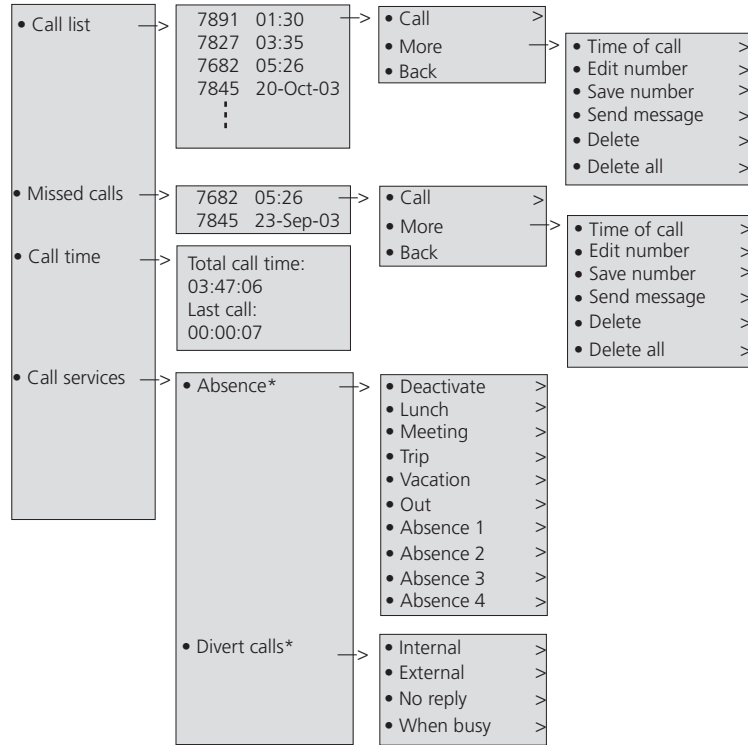 • Call list —>
7891 01:30 —>
7827 03:35
7682 05:26
7845 20-Oct-03
• Call >
• More —>
• Back
• Time of call >
• Edit number >
• Save number >
• Send message >
• Delete >
• Delete all >
• Missed calls —>
7682 05:26 —>
7845 23-Sep-03
• Call >
• More —>
• Back
• Time of call >
• Edit number >
• Save number >
• Send message >
• Delete >
• Delete all >
• Call time —>
Total call time:
03:47:06
Last call:
00:00:07
• Call services —>
• Absence* —>
• Deactivate >
• Lunch >
• Meeting >
• Trip >
• Vacation >
• Out >
• Absence 1 >
• Absence 2 >
• Absence 3 >
• Absence 4 >
• Divert calls* —>
• Internal >
• External >
• No reply >
• When busy >